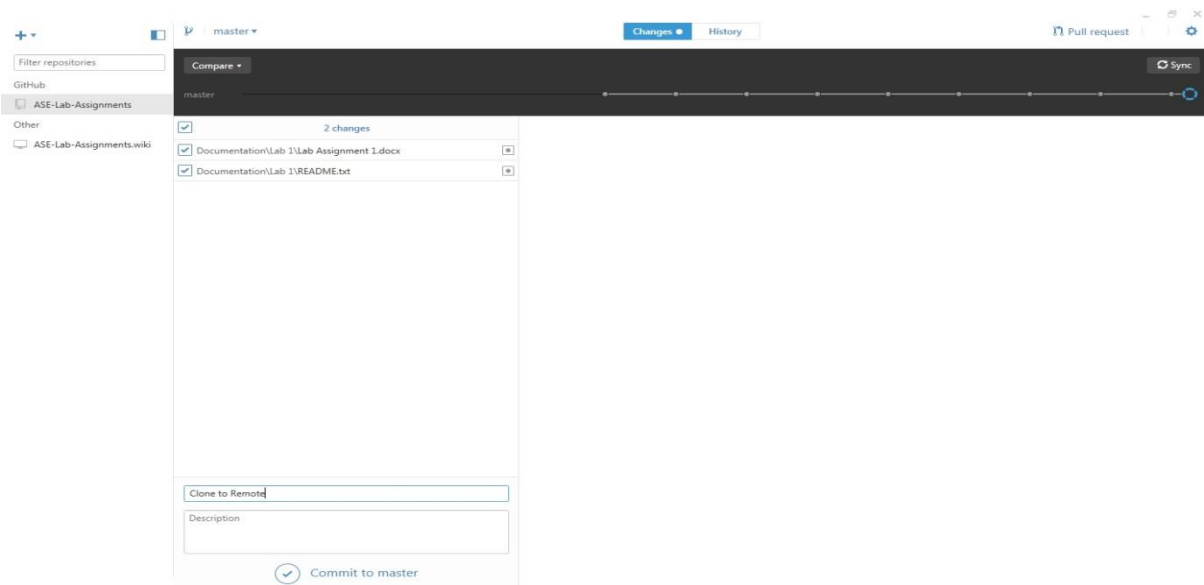 master
Changes
History
Pull request
Filter repositories
GitHub
ASE-Lab-Assignments
Other
ASE-Lab-Assignments.wiki
Compare
Sync
master
2 changes
Documentation\Lab 1\Lab Assignment 1.docx
Documentation\Lab 1\README.txt
Clone to Remote
Description
Commit to master